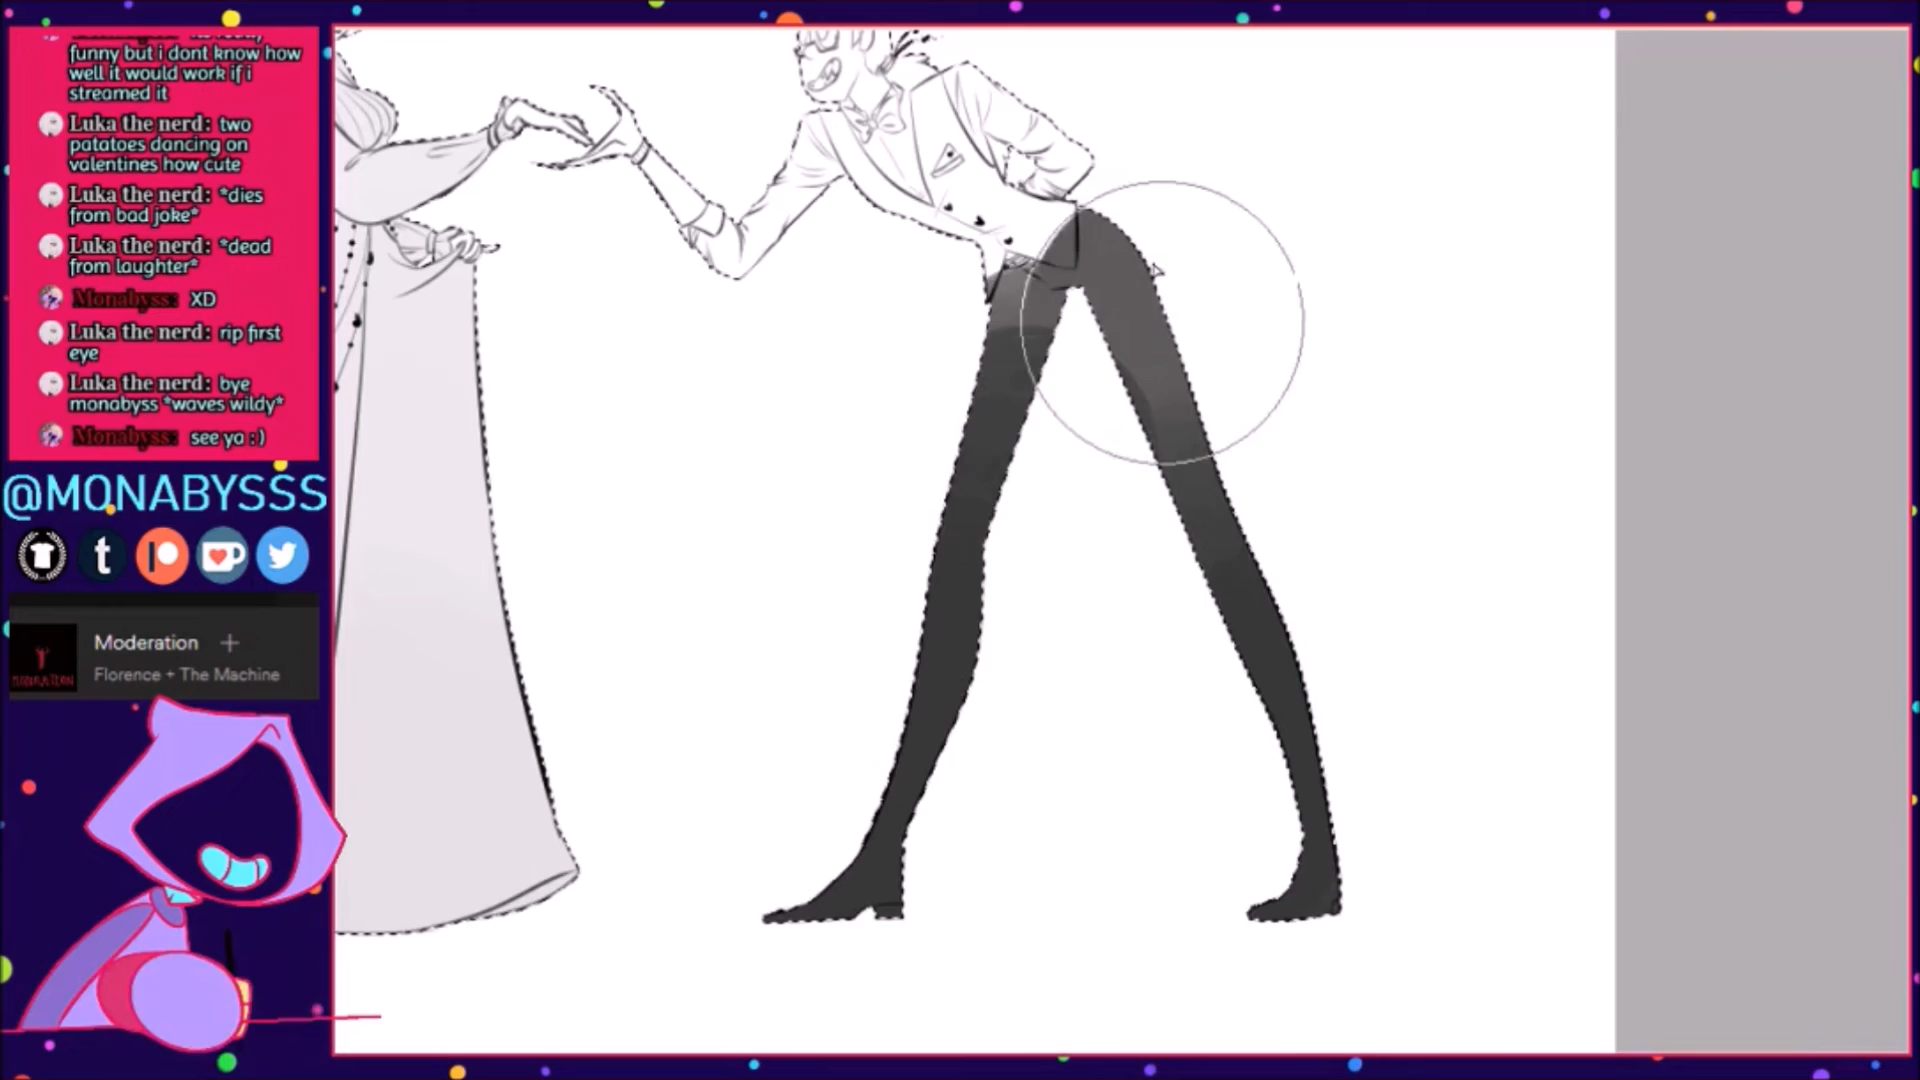 funny but i dont know how
well it would work if i
streamed it
Luka the nerd: two
patatoes dancing on
valentines how cute
Luka the nerd: *dies
from bad joke*
Luka the nerd: *dead
from laughter*
Monabyss: XD
Luka the nerd: rip first
eye
Luka the nerd: bye
monabyss *waves wildy*
Monabyss: see ya :)
@MONABYSSS
t
Moderation +
Florence + The Machine
MODERATION